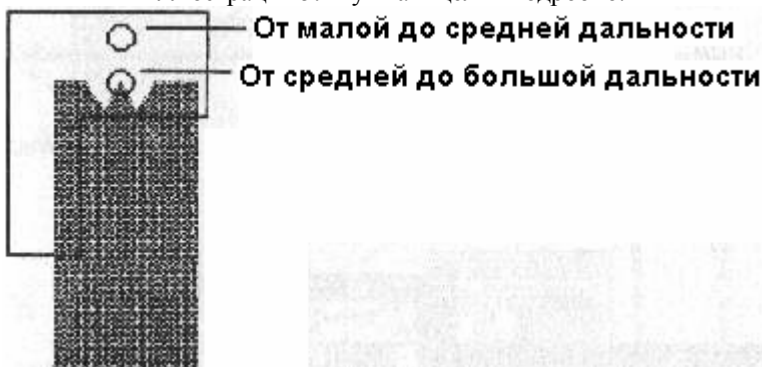 От малой до средней дальности
От средней до большой дальности